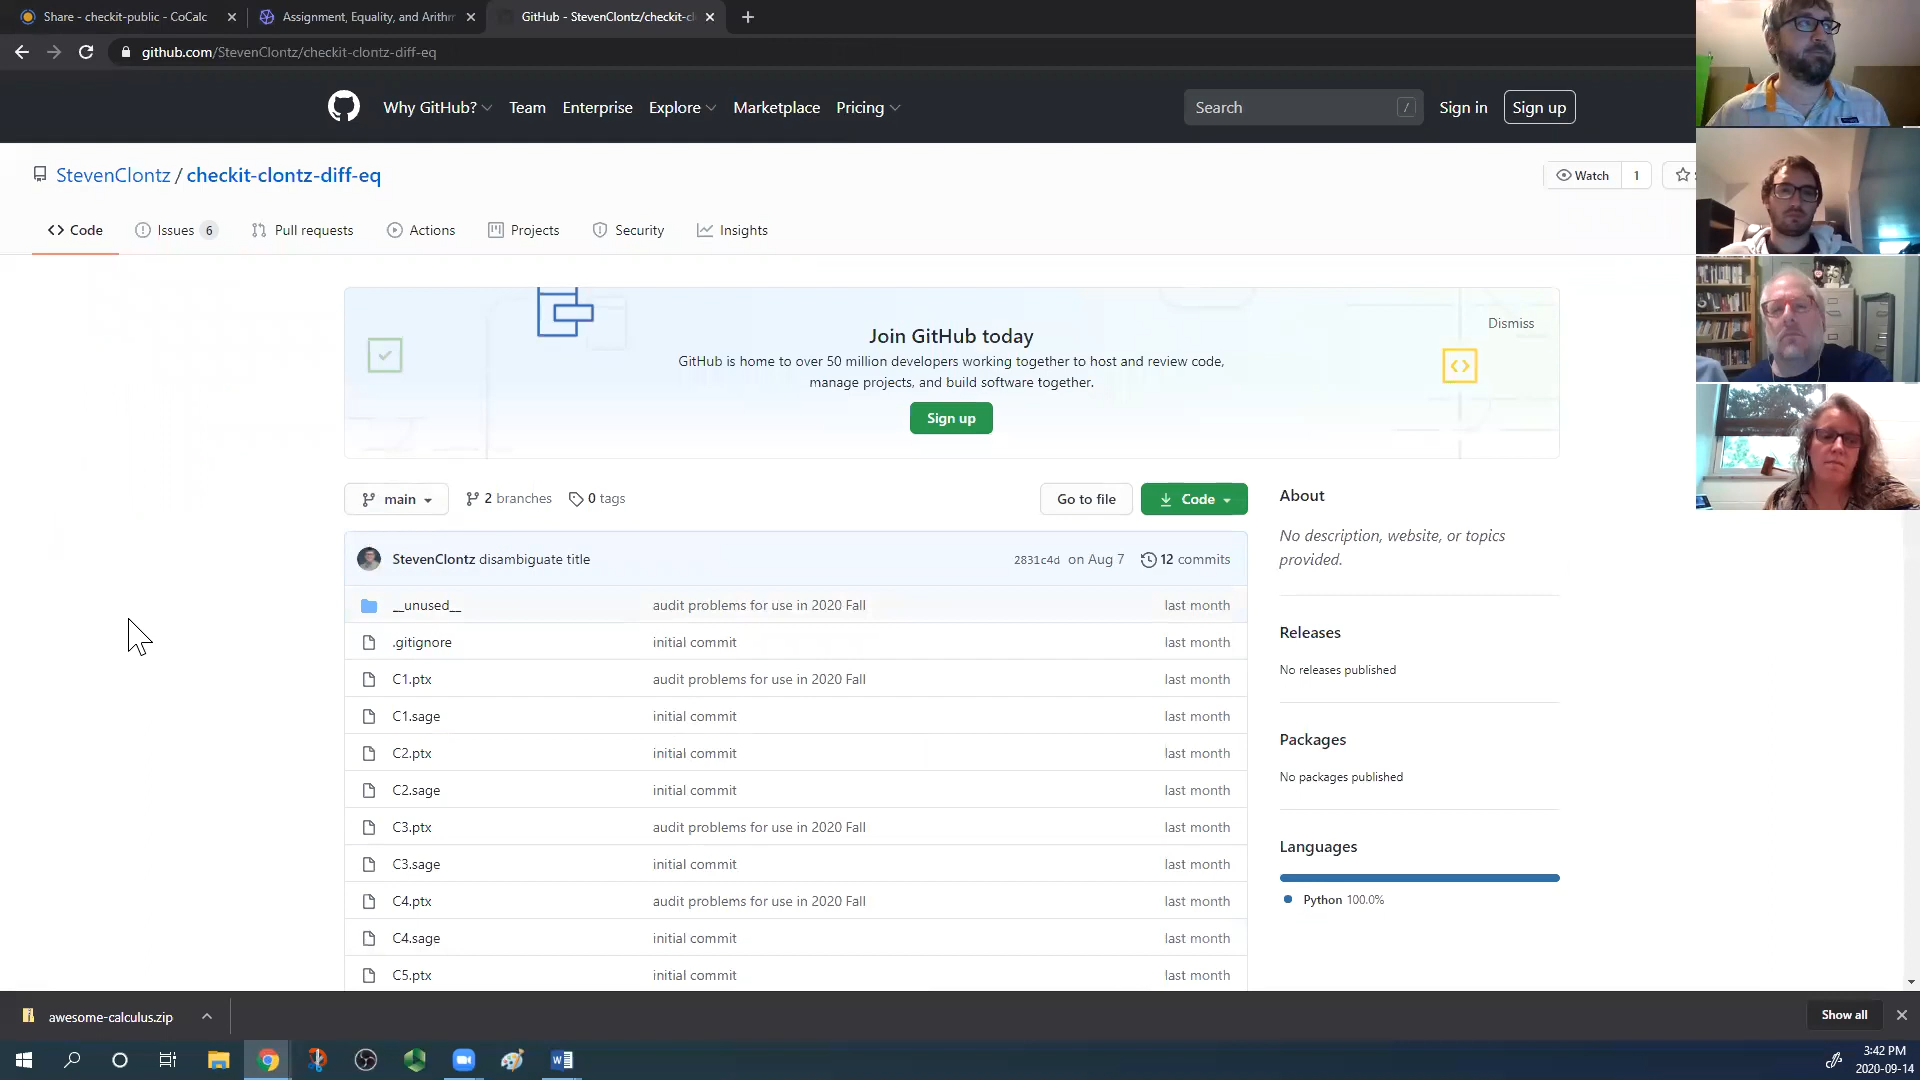 Share - checkit-public - CoCalc
Assignment, Equality, and Arithm
GitHub - StevenClontz/checkit-cl
github.com/StevenClontz/checkit-clontz-diff-eq
Why GitHub? Team Enterprise Explore Marketplace Pricing Search / Sign in Sign up
StevenClontz / checkit-clontz-diff-eq
Watch 1
Code Issues 6 Pull requests Actions Projects Security Insights
Join GitHub today
Dismiss
GitHub is home to over 50 million developers working together to host and review code,
manage projects, and build software together.
Sign up
main 2 branches 0 tags Go to file Code
StevenClontz disambiguate title 2831c4d on Aug 7 12 commits
__unused__ audit problems for use in 2020 Fall last month
.gitignore initial commit last month
C1.ptx audit problems for use in 2020 Fall last month
C1.sage initial commit last month
C2.ptx initial commit last month
C2.sage initial commit last month
C3.ptx audit problems for use in 2020 Fall last month
C3.sage initial commit last month
C4.ptx audit problems for use in 2020 Fall last month
C4.sage initial commit last month
C5.ptx initial commit last month
About
No description, website, or topics
provided.
Releases
No releases published
Packages
No packages published
Languages
Python 100.0%
awesome-calculus.zip
Show all
3:42 PM
2020-09-14